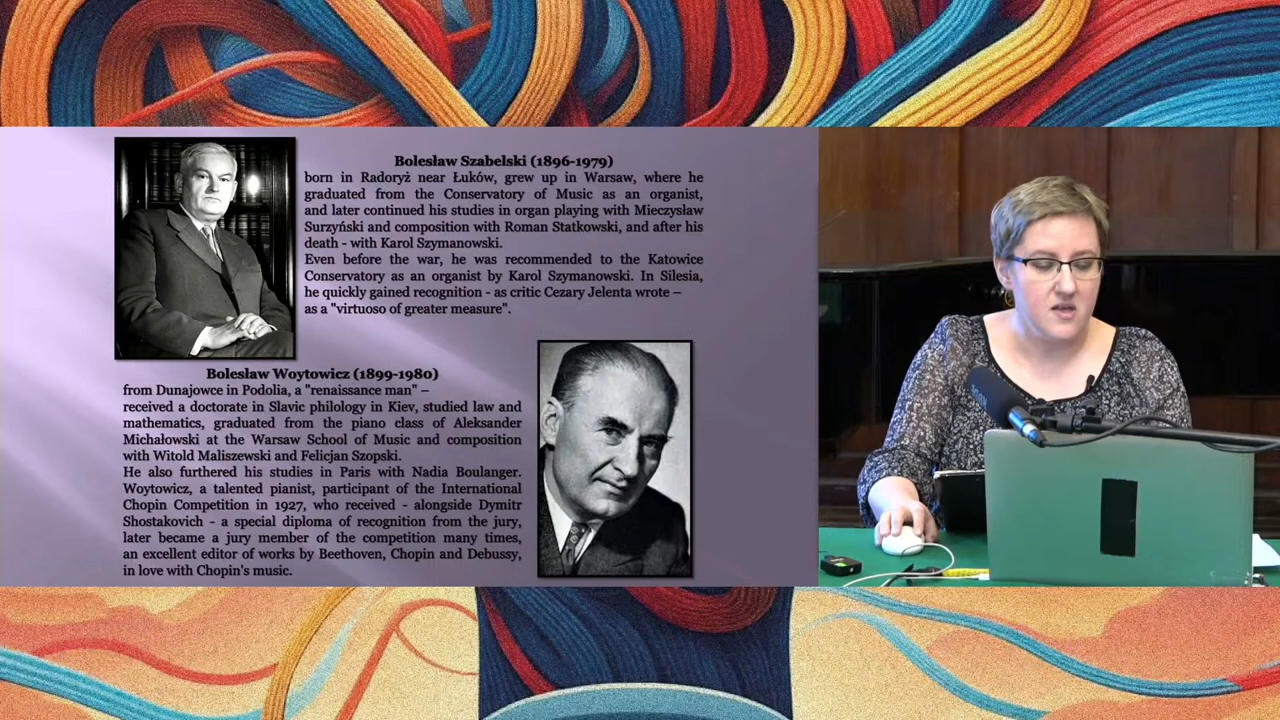 Bolesław Szabelski (1896-1979)
born in Radoryż near Łuków, grew up in Warsaw, where he
graduated from the Conservatory of Music as an organist,
and later continued his studies in organ playing with Mieczysław
Surzyński and composition with Roman Statkowski, and after his
death - with Karol Szymanowski.
Even before the war, he was recommended to the Katowice
Conservatory as an organist by Karol Szymanowski. In Silesia,
he quickly gained recognition - as critic Cezary Jelenta wrote –
as a "virtuoso of greater measure".
Bolesław Woytowicz (1899-1980)
from Dunajowce in Podolia, a "renaissance man" –
received a doctorate in Slavic philology in Kiev, studied law and
mathematics, graduated from the piano class of Aleksander
Michałowski at the Warsaw School of Music and composition
with Witold Maliszewski and Felicjan Szopski.
He also furthered his studies in Paris with Nadia Boulanger.
Woytowicz, a talented pianist, participant of the International
Chopin Competition in 1927, who received - alongside Dymitr
Shostakovich - a special diploma of recognition from the jury,
later became a jury member of the competition many times,
an excellent editor of works by Beethoven, Chopin and Debussy,
in love with Chopin's music.